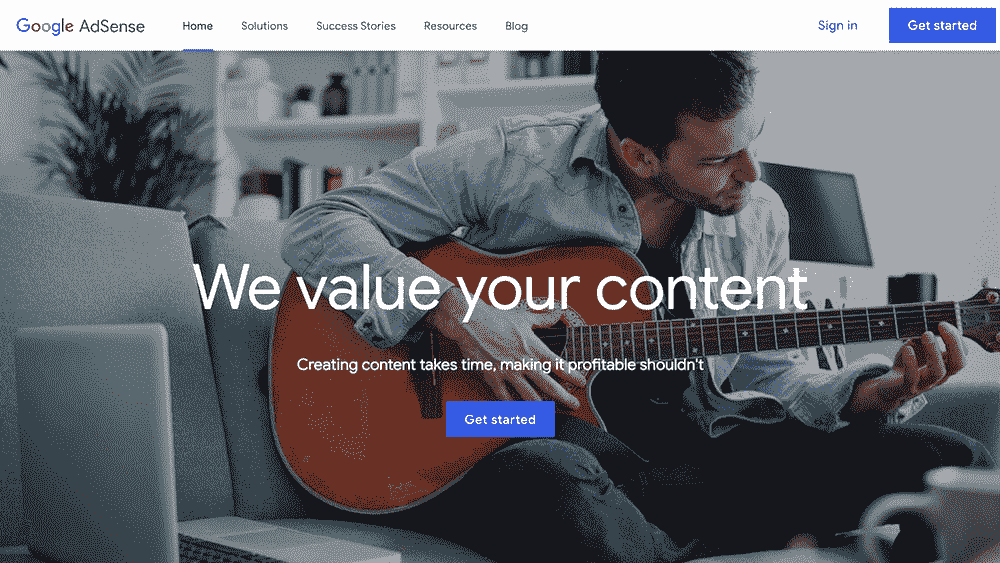 Google AdSense
Home
Solutions
Success Stories
Resources
Blog
Sign in
Get started
We value your content
Creating content takes time, making it profitable shouldn't
Get started